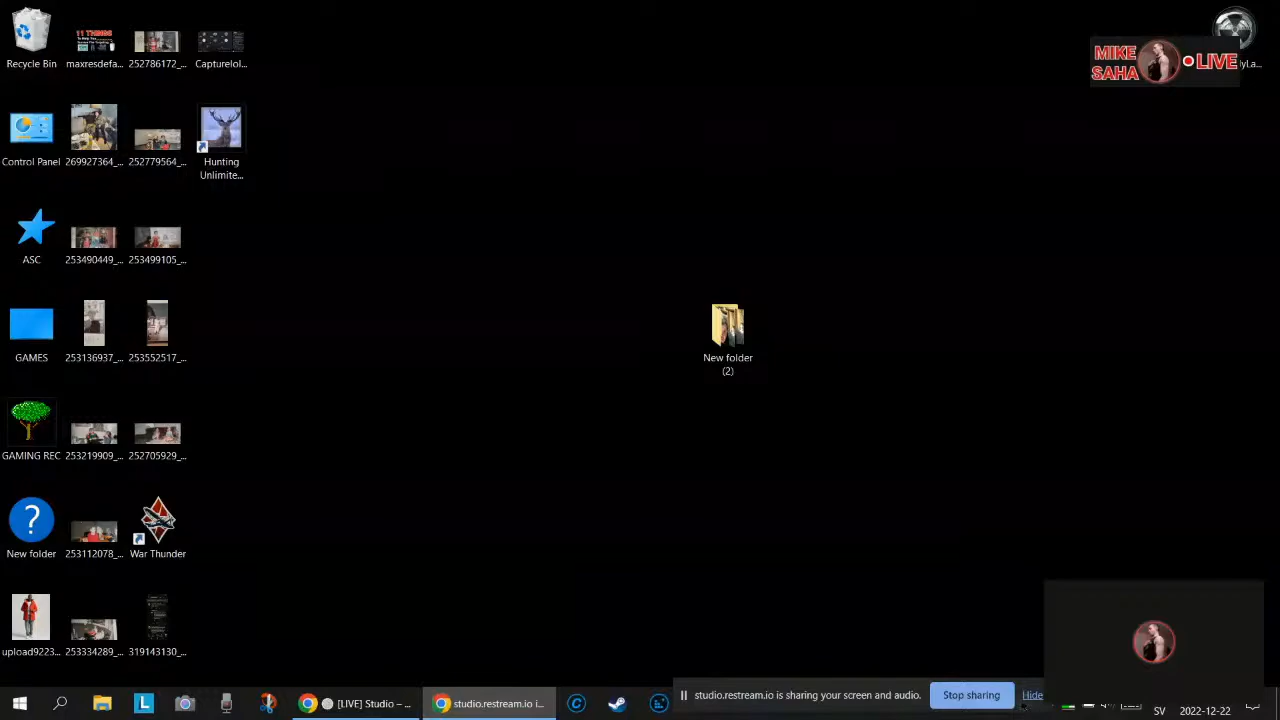 Recycle Bin
11 THINGS
maxresdefa...
252786172_...
Capturelol...
MIKE
SAHA
LIVE
Control Panel
269927364_...
252779564_...
Hunting
Unlimite...
ASC
253490449_...
253499105_...
GAMES
253136937_...
253552517_...
New folder
(2)
GAMING REC
253219909_...
252705929_...
?
New folder
253112078_...
War Thunder
upload9223...
253334289_...
319143130_...
L
[LIVE] Studio – ...
studio.restream.io i...
studio.restream.io is sharing your screen and audio.
Stop sharing
Hide
SV
2022-12-22